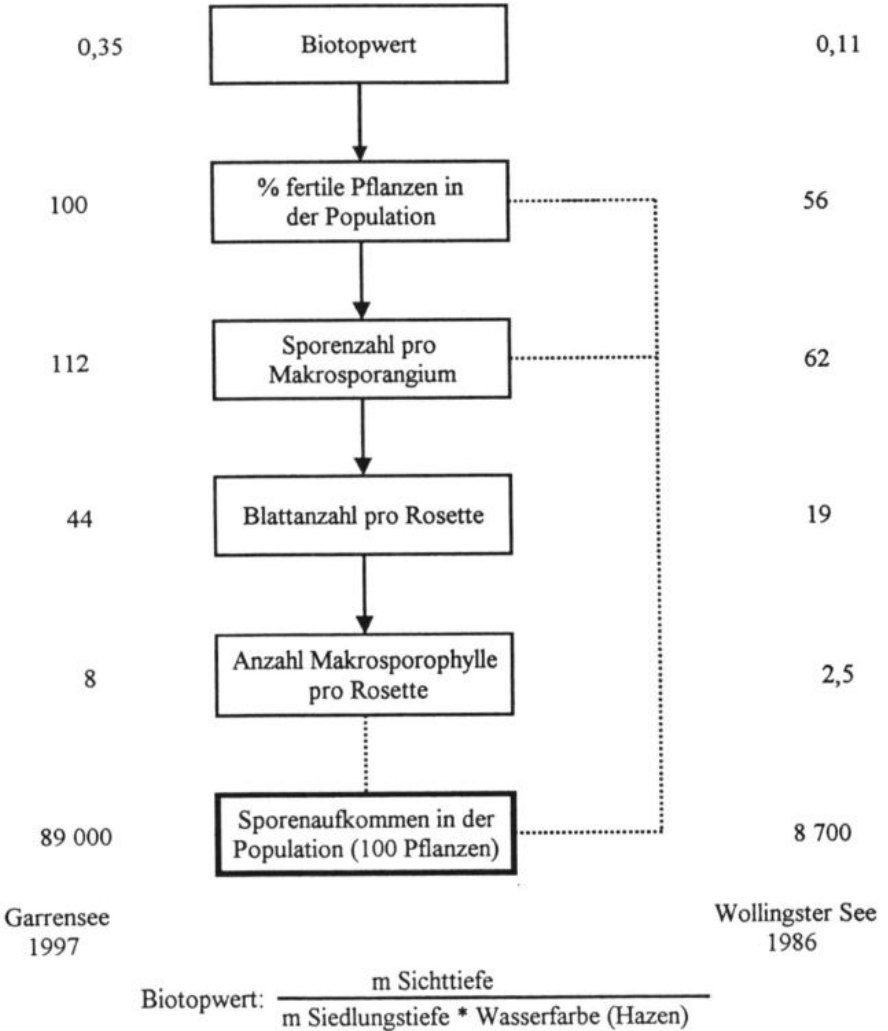 0,35 Biotopwert 0,11
100 % fertile Pflanzen in der Population 56
112 Sporenzahl pro Makrosporangium 62
44 Blattanzahl pro Rosette 19
8 Anzahl Makrosporophylle pro Rosette 2,5
89 000 Sporenaufkommen in der Population (100 Pflanzen) 8 700
Garrensee Wollingster See
1997 1986
m Sichttiefe
Biotopwert:
m Siedlungstiefe * Wasserfarbe (Hazen)